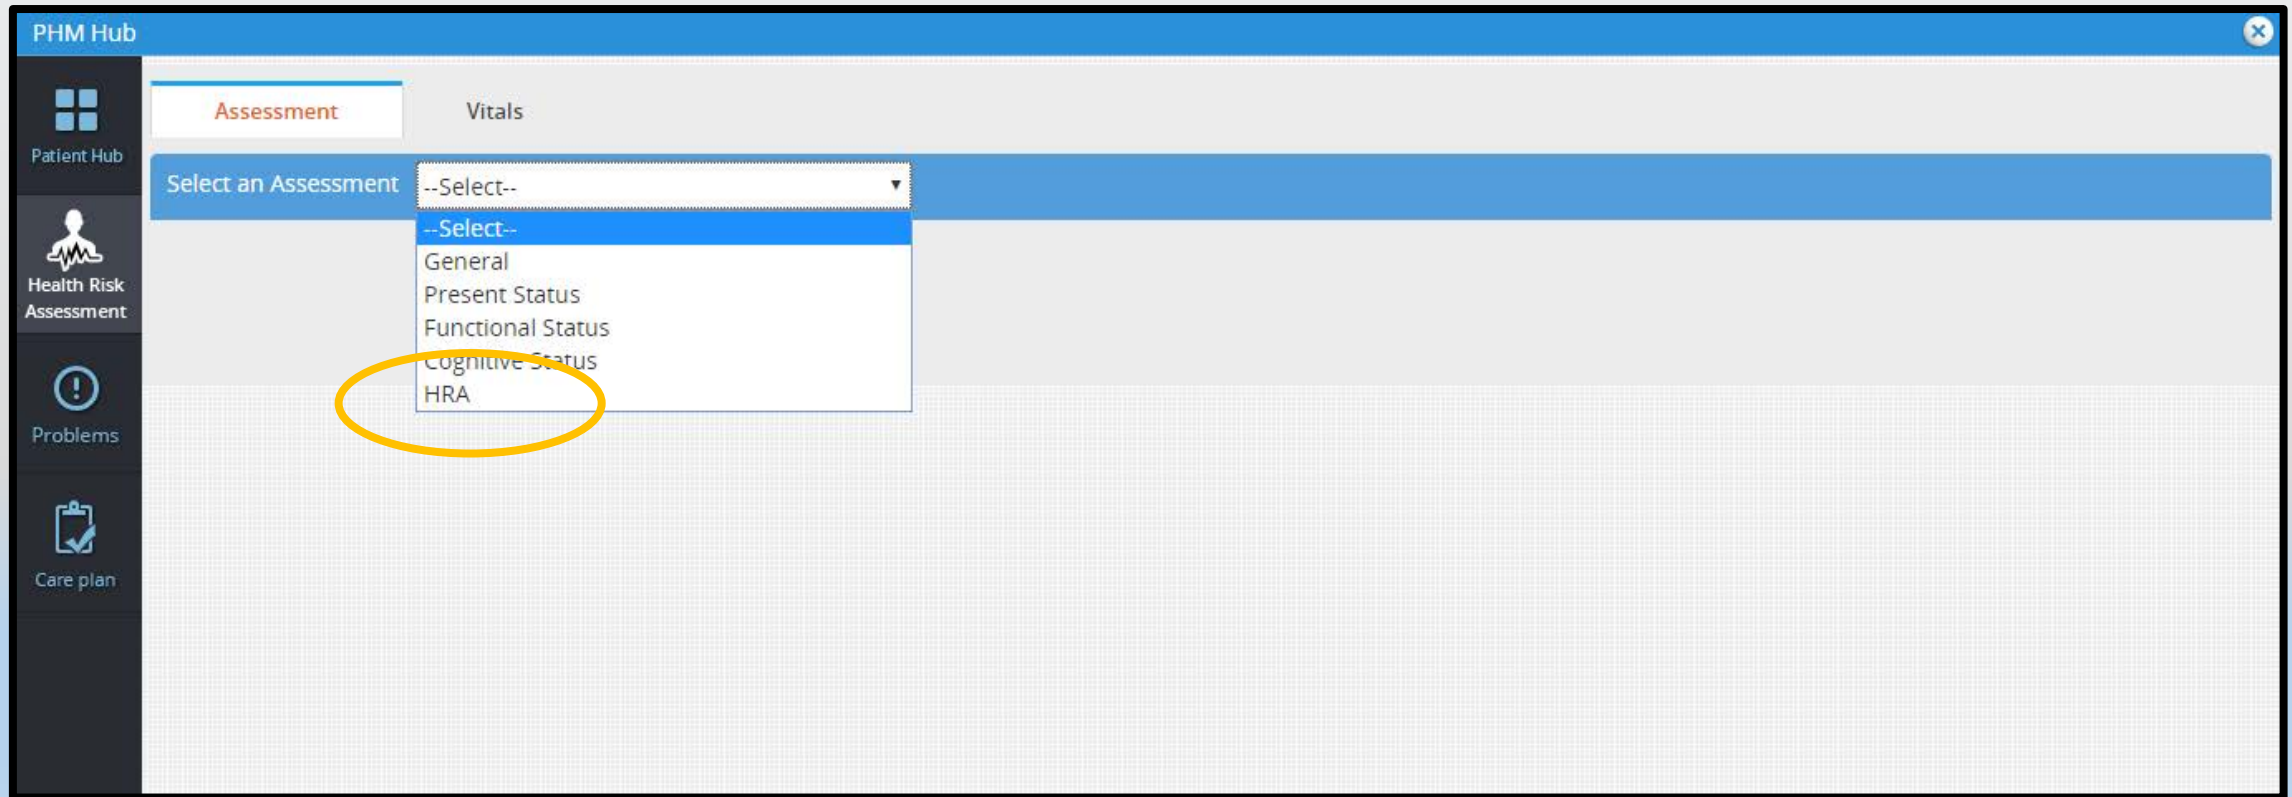 PHM Hub
Assessment
Vitals
Patient Hub
Select an Assessment
--Select--
--Select--
General
Present Status
Functional Status
Cognitive Status
HRA
Health Risk
Assessment
Problems
Care plan